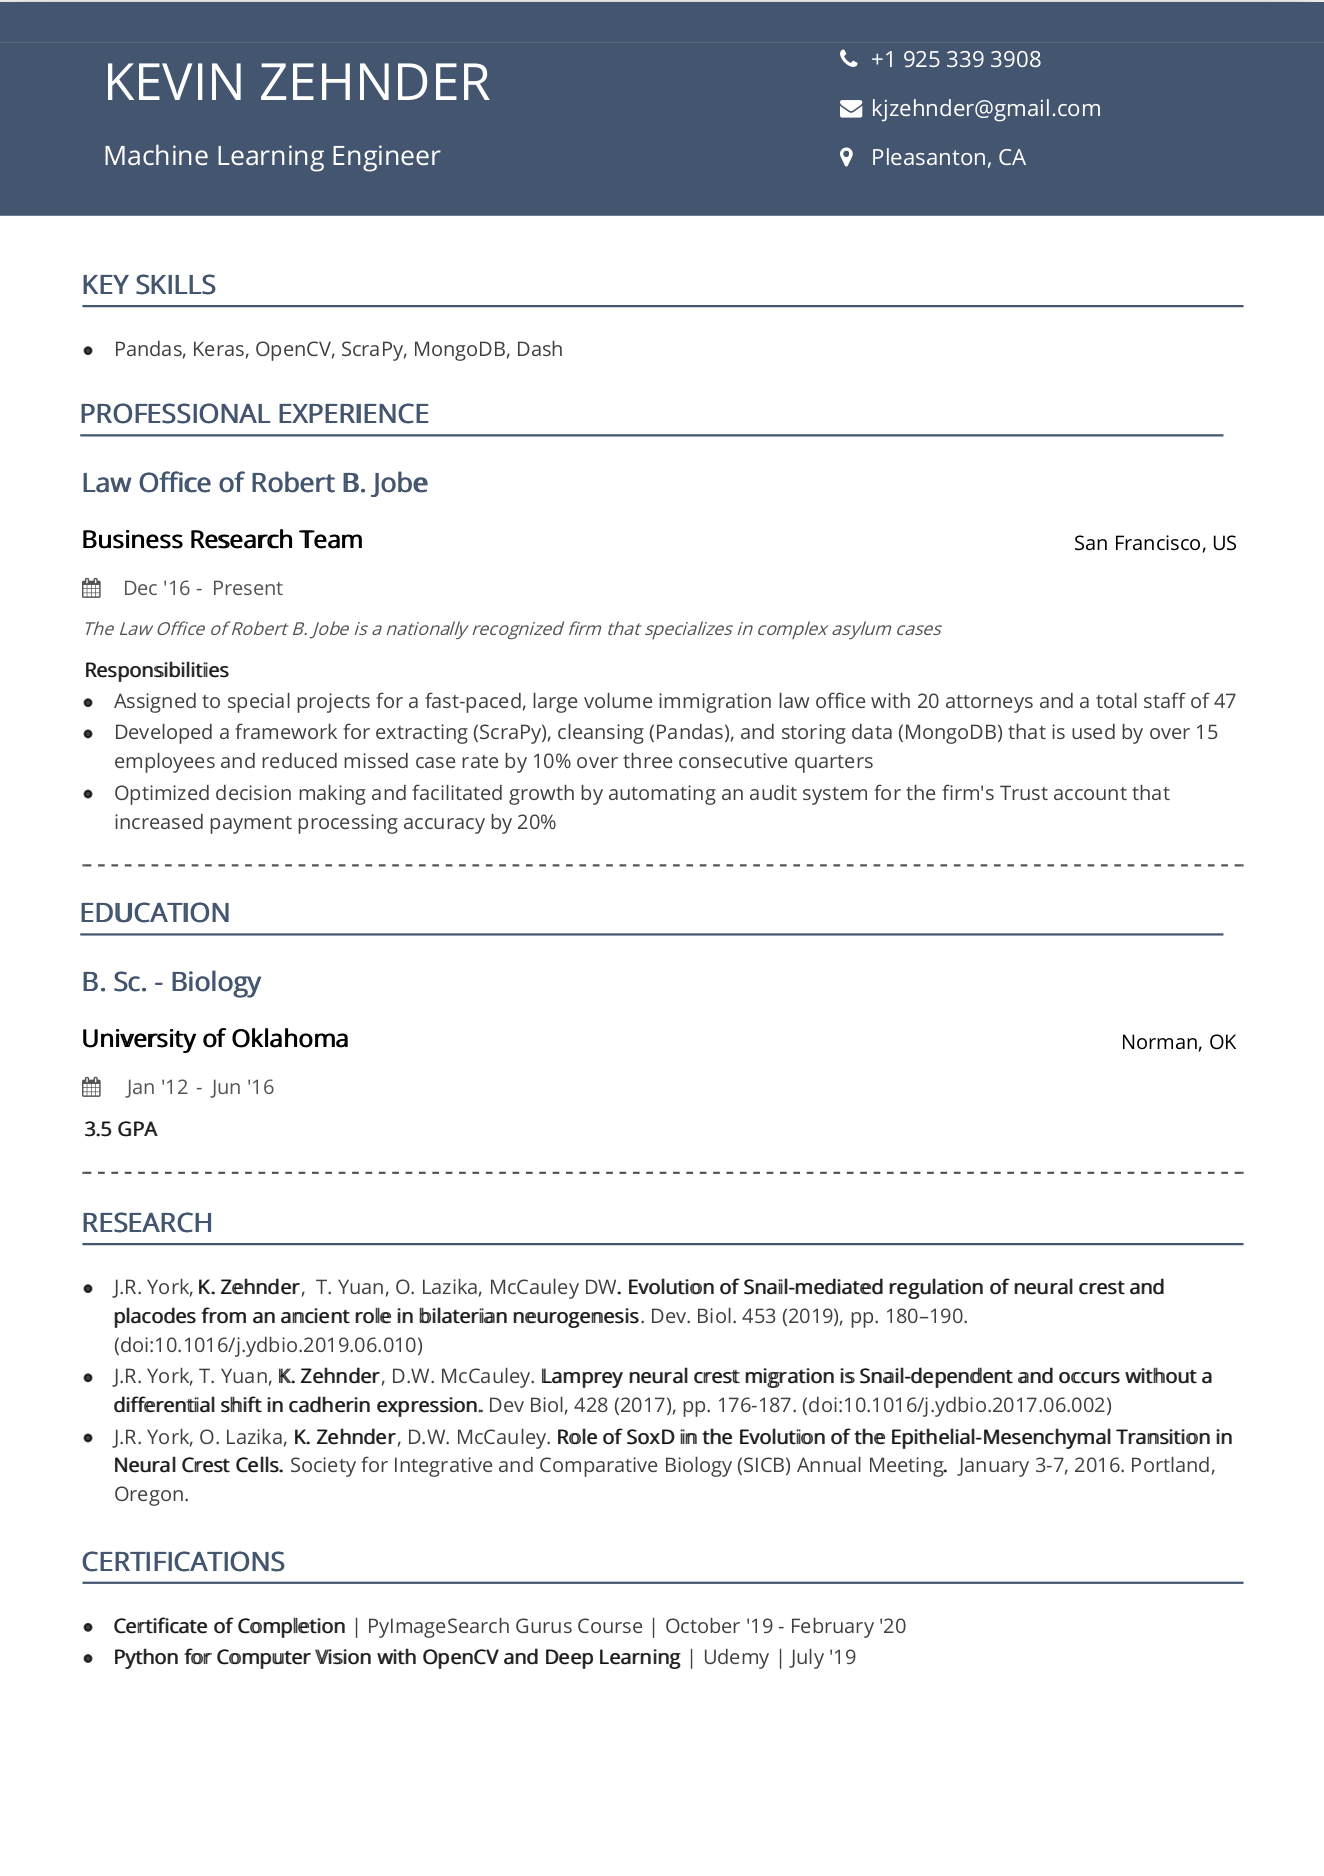 KEVIN ZEHNDER
Machine Learning Engineer
+1 925 339 3908
kjzehnder@gmail.com
Pleasanton, CA
KEY SKILLS
● Pandas, Keras, OpenCV, ScraPy, MongoDB, Dash
PROFESSIONAL EXPERIENCE
Law Office of Robert B. Jobe
Business Research Team San Francisco, US
Dec '16 - Present
The Law Office of Robert B. Jobe is a nationally recognized firm that specializes in complex asylum cases
Responsibilities
● Assigned to special projects for a fast-paced, large volume immigration law office with 20 attorneys and a total staff of 47
● Developed a framework for extracting (ScraPy), cleansing (Pandas), and storing data (MongoDB) that is used by over 15
employees and reduced missed case rate by 10% over three consecutive quarters
● Optimized decision making and facilitated growth by automating an audit system for the firm's Trust account that
increased payment processing accuracy by 20%
EDUCATION
B. Sc. - Biology
University of Oklahoma Norman, OK
Jan '12 - Jun '16
3.5 GPA
RESEARCH
● J.R. York, K. Zehnder, T. Yuan, O. Lazika, McCauley DW. Evolution of Snail-mediated regulation of neural crest and
placodes from an ancient role in bilaterian neurogenesis. Dev. Biol. 453 (2019), pp. 180–190.
(doi:10.1016/j.ydbio.2019.06.010)
● J.R. York, T. Yuan, K. Zehnder, D.W. McCauley. Lamprey neural crest migration is Snail-dependent and occurs without a
differential shift in cadherin expression. Dev Biol, 428 (2017), pp. 176-187. (doi:10.1016/j.ydbio.2017.06.002)
● J.R. York, O. Lazika, K. Zehnder, D.W. McCauley. Role of SoxD in the Evolution of the Epithelial-Mesenchymal Transition in
Neural Crest Cells. Society for Integrative and Comparative Biology (SICB) Annual Meeting. January 3-7, 2016. Portland,
Oregon.
CERTIFICATIONS
● Certificate of Completion | PyImageSearch Gurus Course | October '19 - February '20
● Python for Computer Vision with OpenCV and Deep Learning | Udemy | July '19